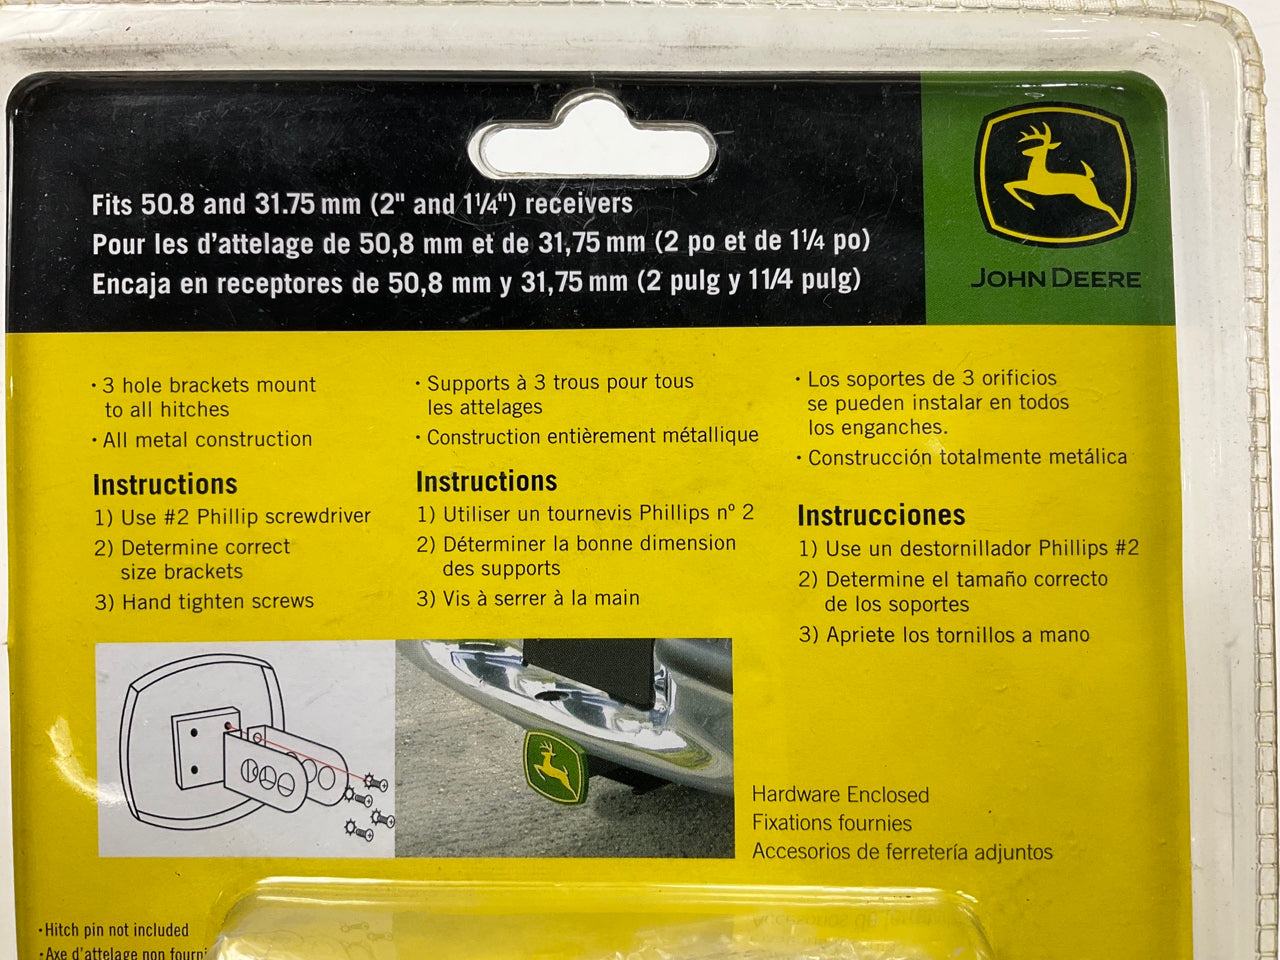 Fits 50.8 and 31.75 mm (2" and 1¼") receivers
Pour les d'attelage de 50,8 mm et de 31,75 mm (2 po et de 1¼ po)
Encaja en receptores de 50,8 mm y 31,75 mm (2 pulg y 11/4 pulg)
JOHN DEERE
· 3 hole brackets mount
to all hitches
· All metal construction
Instructions
1) Use #2 Phillip screwdriver
2) Determine correct
size brackets
3) Hand tighten screws
· Supports à 3 trous pour tous
les attelages
· Construction entièrement métallique
Instructions
1) Utiliser un tournevis Phillips nº 2
2) Déterminer la bonne dimension
des supports
3) Vis à serrer à la main
· Los soportes de 3 orificios
se pueden instalar en todos
los enganches.
· Construcción totalmente metálica
Instrucciones
1) Use un destornillador Phillips #2
2) Determine el tamaño correcto
de los soportes
3) Apriete los tornillos a mano
Hardware Enclosed
Fixations fournies
Accesorios de ferretería adjuntos
· Hitch pin not included
· Axe d'attelage non